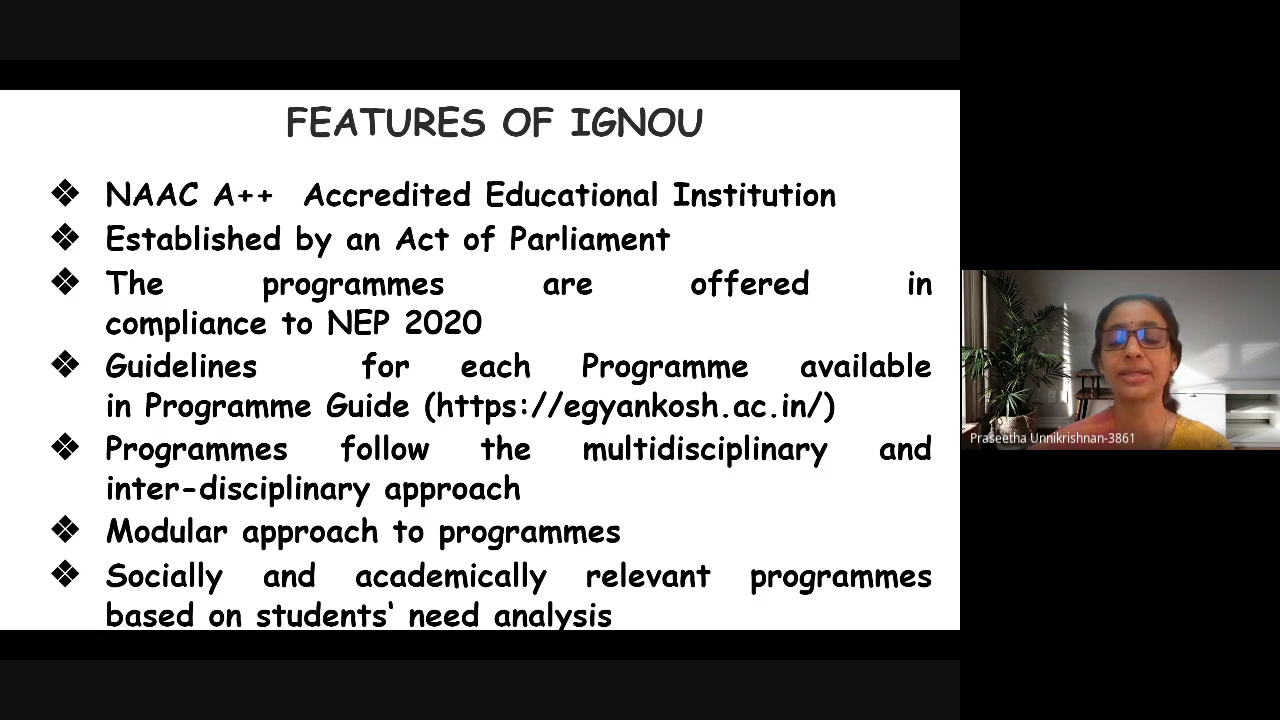 FEATURES OF IGNOU
❖ NAAC A++ Accredited Educational Institution
❖ Established by an Act of Parliament
❖ The programmes are offered in
compliance to NEP 2020
❖ Guidelines for each Programme available
in Programme Guide (https://egyankosh.ac.in/)
❖ Programmes follow the multidisciplinary and
inter-disciplinary approach
❖ Modular approach to programmes
❖ Socially and academically relevant programmes
based on students‘ need analysis
Praseetha Unnikrishnan-3861